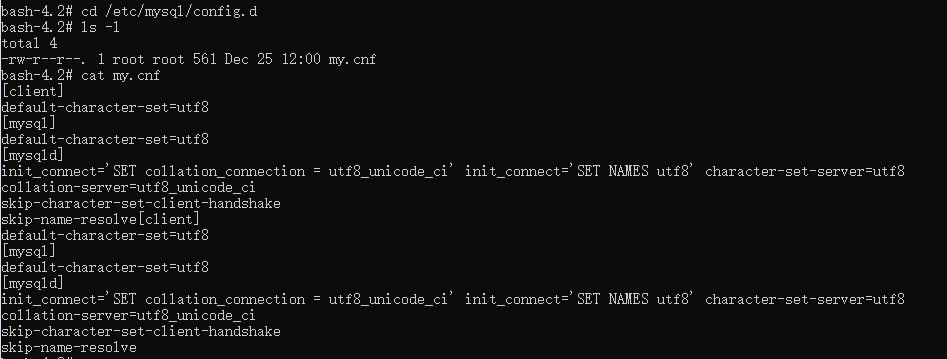 bash-4.2# cd /etc/mysql/config.d
bash-4.2# ls -l
total 4
-rw-r--r--. 1 root root 561 Dec 25 12:00 my.cnf
bash-4.2# cat my.cnf
[client]
default-character-set=utf8
[mysql]
default-character-set=utf8
[mysqld]
init_connect='SET collation_connection = utf8_unicode_ci' init_connect='SET NAMES utf8' character-set-server=utf8
collation-server=utf8_unicode_ci
skip-character-set-client-handshake
skip-name-resolve[client]
default-character-set=utf8
[mysql]
default-character-set=utf8
[mysqld]
init_connect='SET collation_connection = utf8_unicode_ci' init_connect='SET NAMES utf8' character-set-server=utf8
collation-server=utf8_unicode_ci
skip-character-set-client-handshake
skip-name-resolve